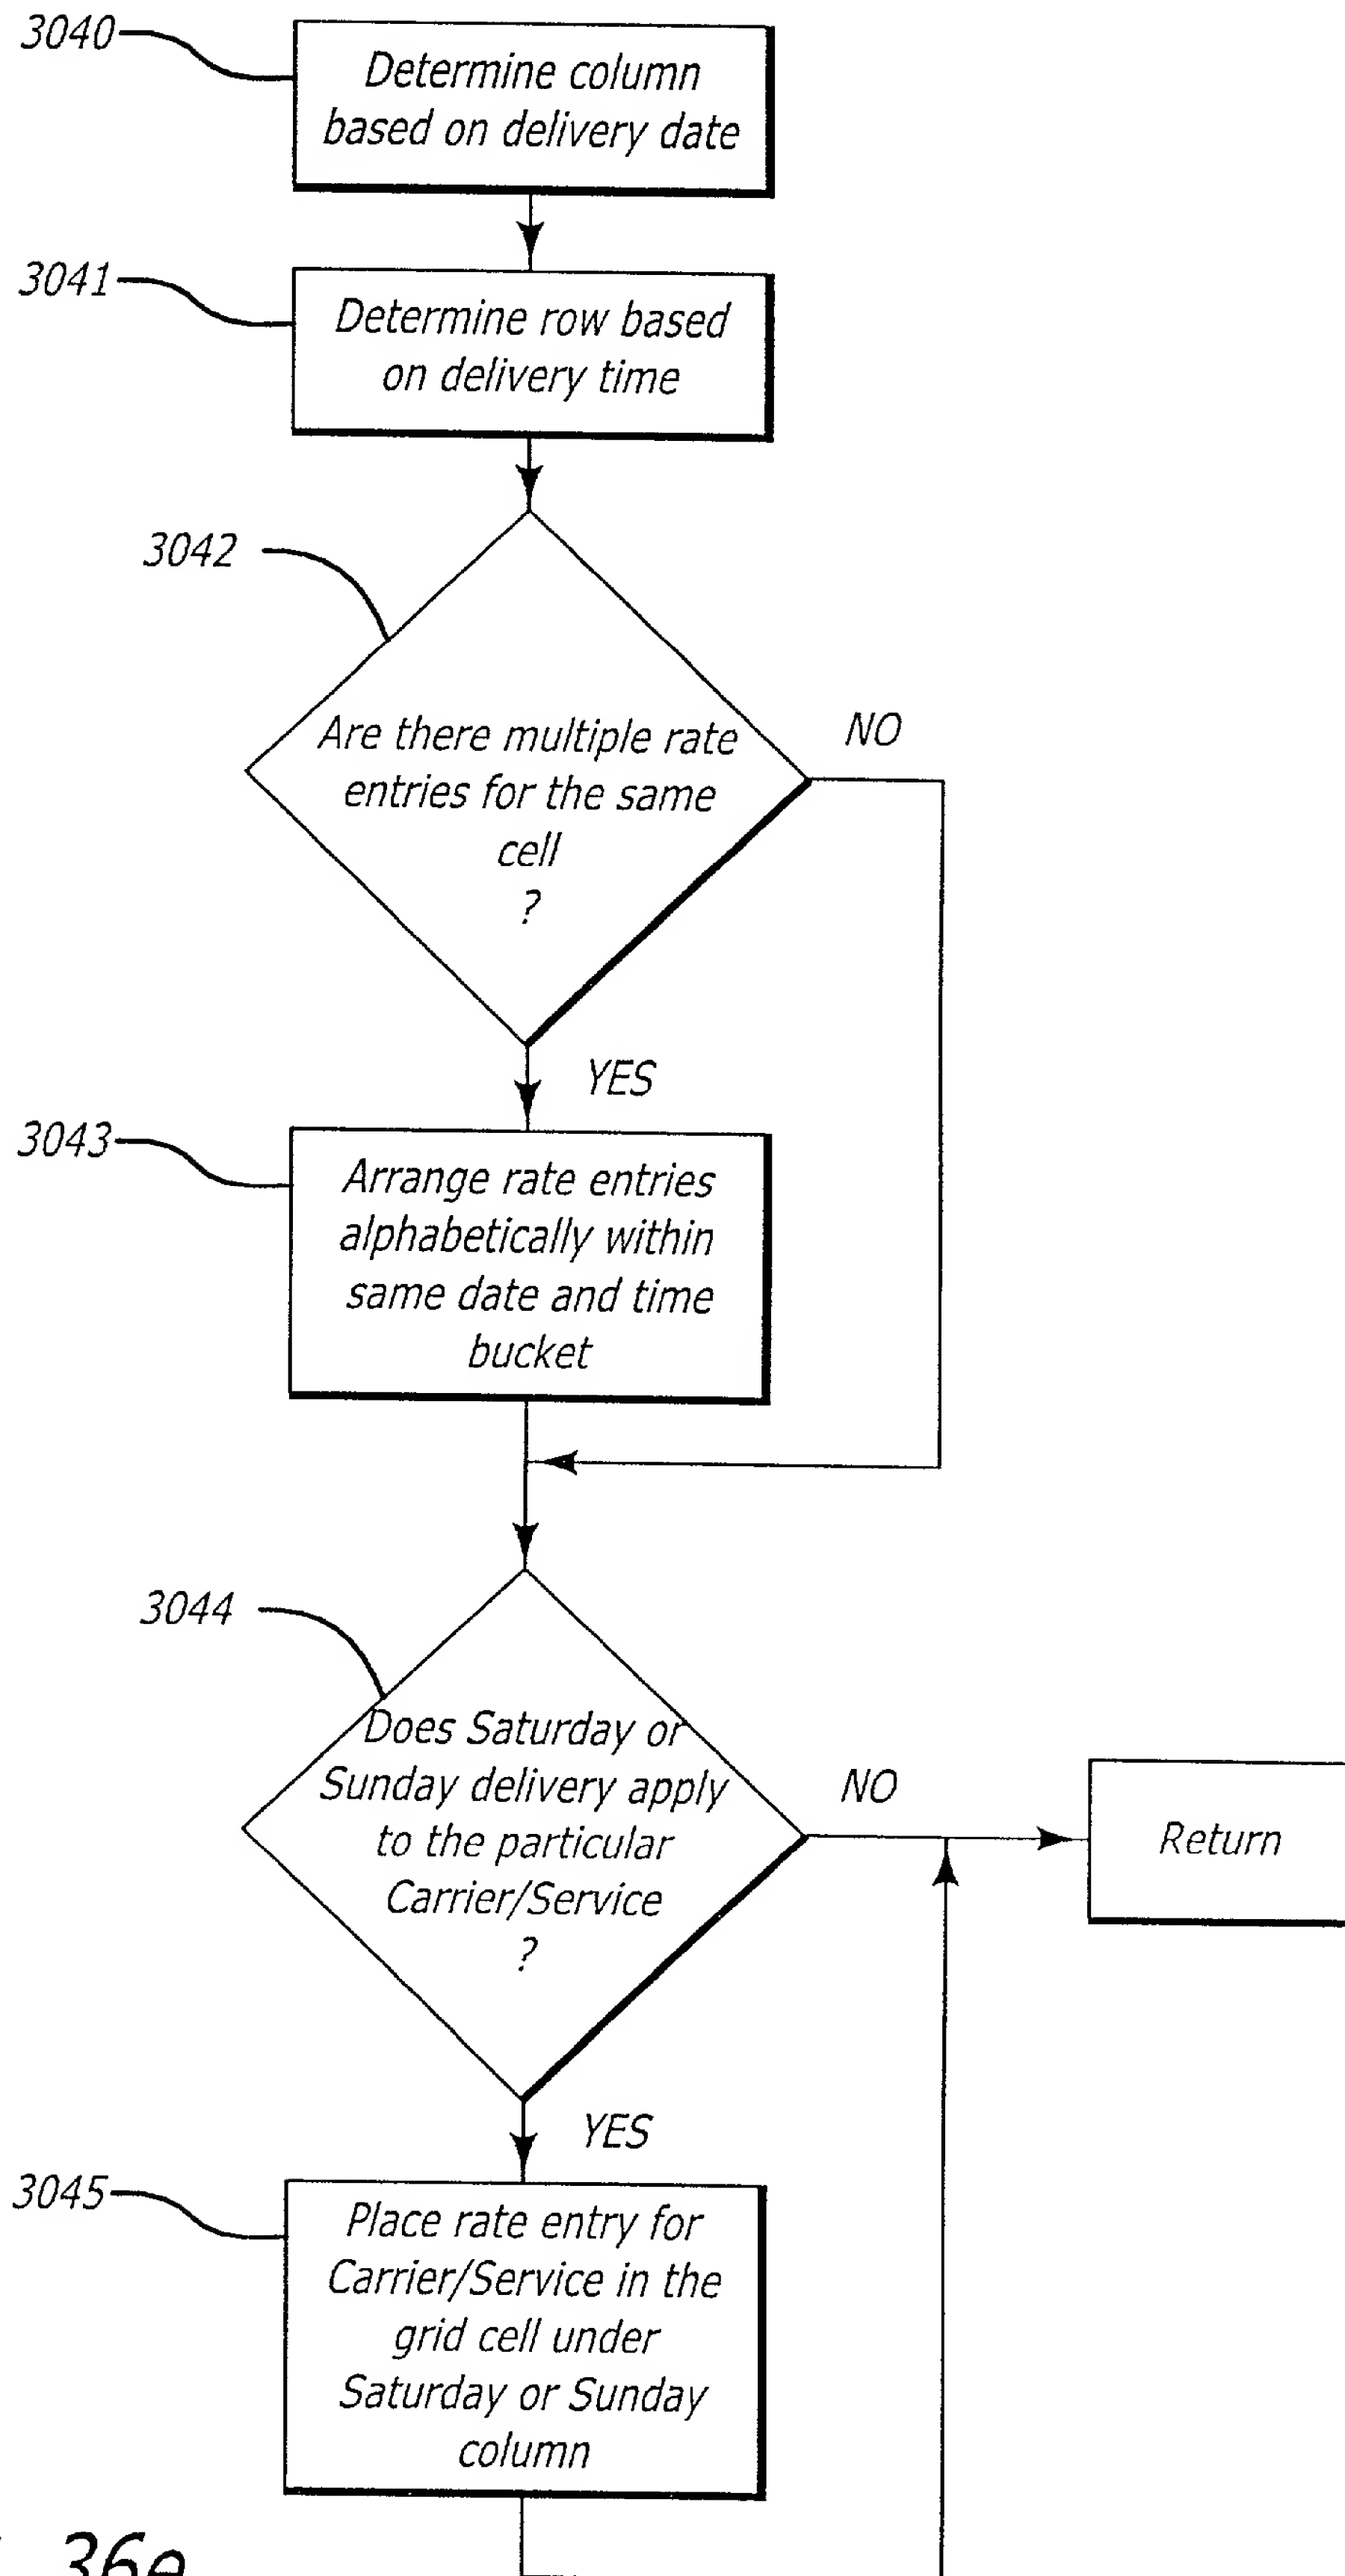 3040
Determine column
based on delivery date
3041
Determine row based
on delivery time
3042
Are there multiple rate
entries for the same
cell
?
NO
YES
3043
Arrange rate entries
alphabetically within
same date and time
bucket
3044
Does Saturday or
Sunday delivery apply
to the particular
Carrier/Service
?
NO
Return
YES
3045
Place rate entry for
Carrier/Service in the
grid cell under
Saturday or Sunday
column
36e